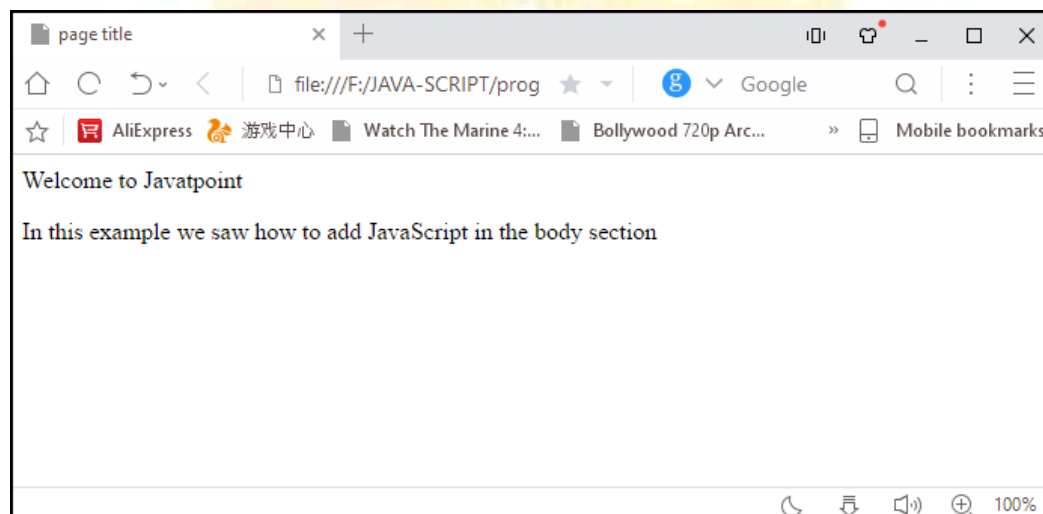 page title
file:///F:/JAVA-SCRIPT/prog
g Google
AliExpress 游戏中心 Watch The Marine 4:... Bollywood 720p Arc... » Mobile bookmarks
Welcome to Javatpoint
In this example we saw how to add JavaScript in the body section
100%